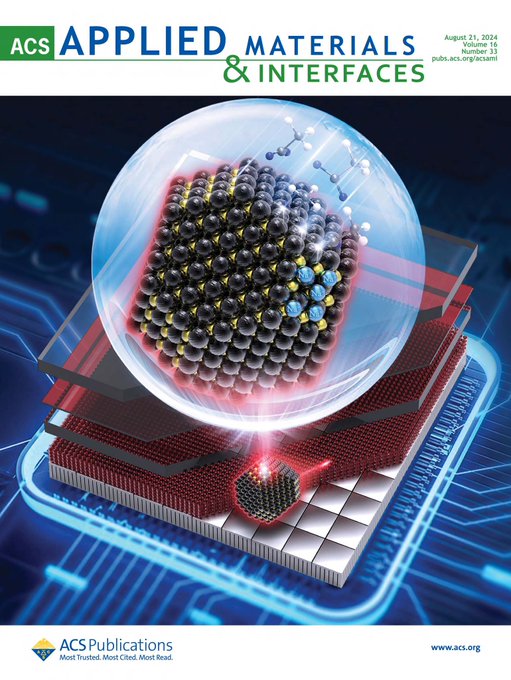 ACS APPLIED MATERIALS
& INTERFACES
August 21, 2024
Volume 16
Number 33
pubs.acs.org/acsami
ACS Publications
Most Trusted. Most Cited. Most Read.
www.acs.org